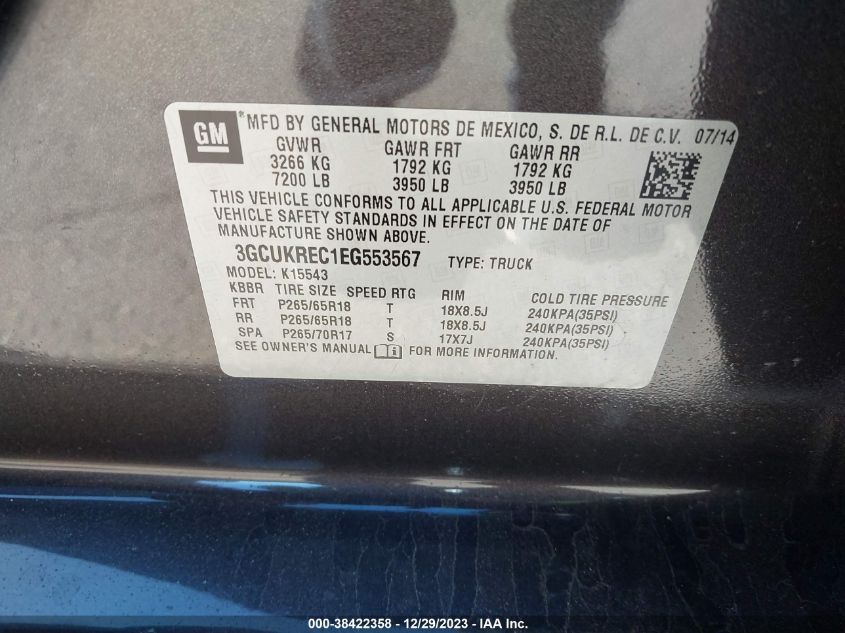 GM
*MFD BY GENERAL MOTORS DE MEXICO, S. DE R.L. DE C.V. 07/14
GVWR GAWR FRT GAWR RR
3266 KG 1792 KG 1792 KG
7200 LB 3950 LB 3950 LB
THIS VEHICLE CONFORMS TO ALL APPLICABLE U.S. FEDERAL MOTOR
VEHICLE SAFETY STANDARDS IN EFFECT ON THE DATE OF
MANUFACTURE SHOWN ABOVE.
3GCUKREC1EG553567 TYPE: TRUCK
MODEL: K15543
KBBR TIRE SIZE SPEED RTG RIM COLD TIRE PRESSURE
FRT P265/65R18 T 18X8.5J 240KPA(35PSI)
RR P265/65R18 T 18X8.5J 240KPA(35PSI)
SPA P265/70R17 S 17X7J 240KPA(35PSI)
SEE OWNER'S MANUAL FOR MORE INFORMATION.
000-38422358 - 12/29/2023 - IAA Inc.